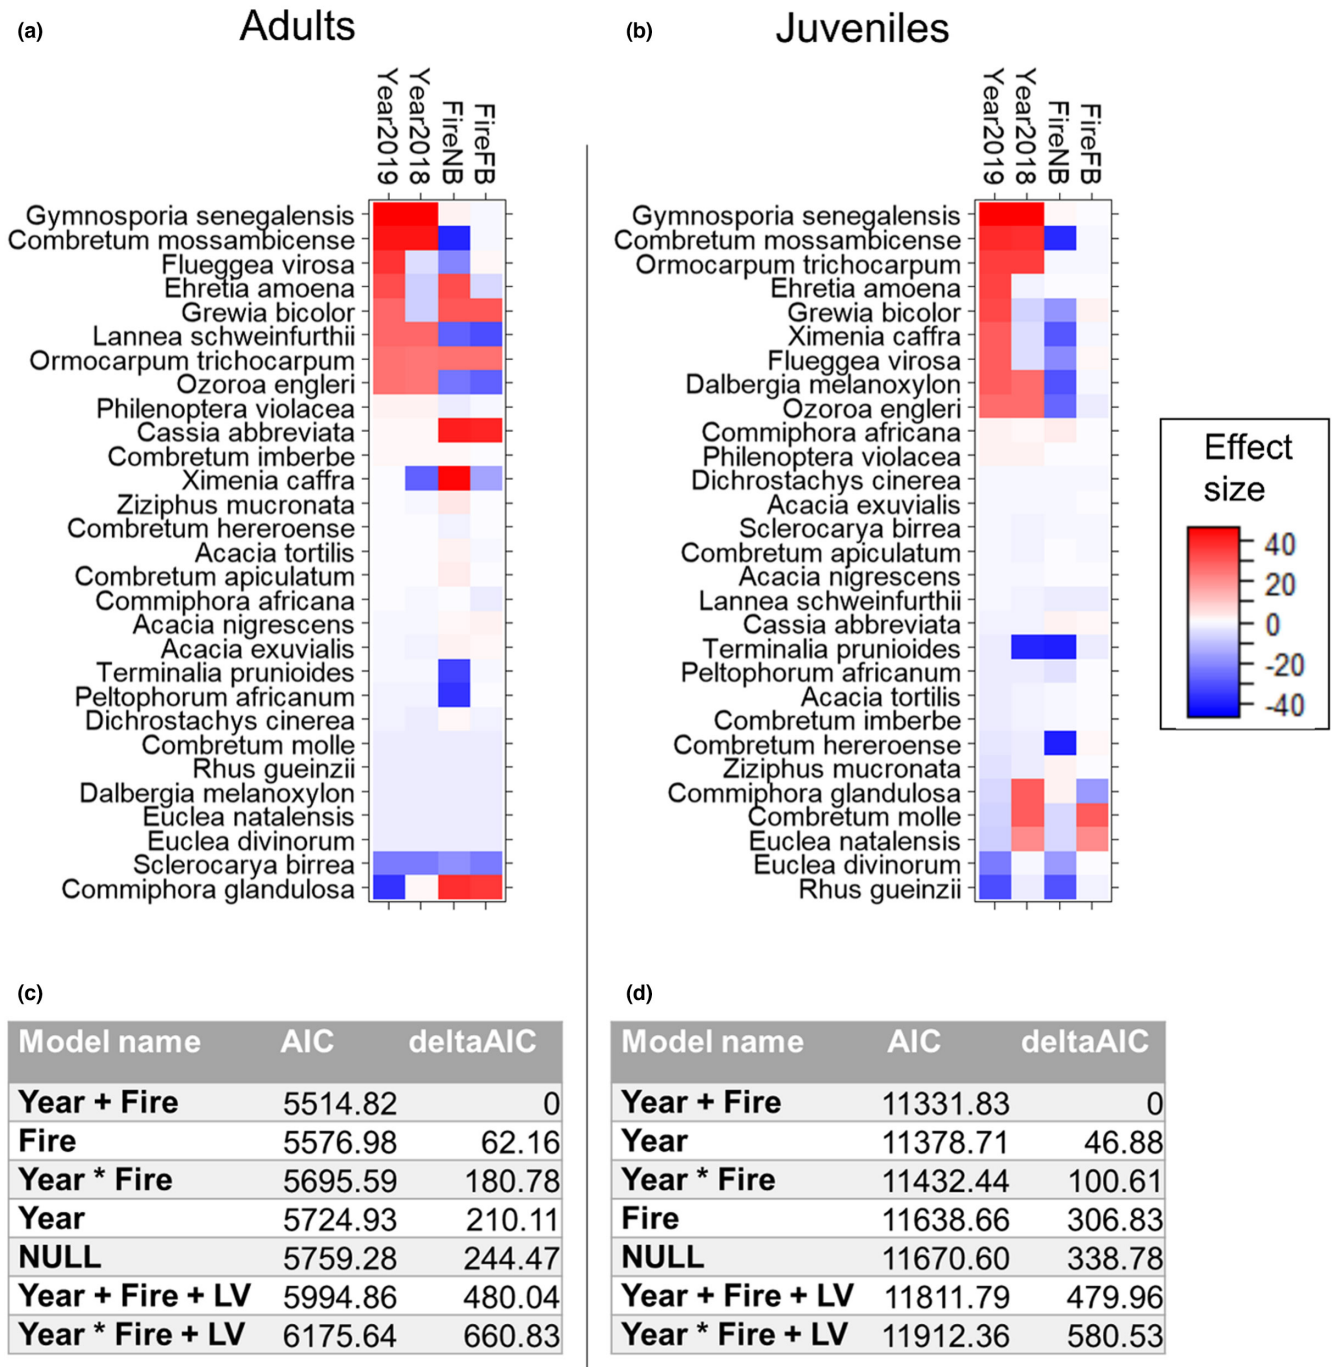 (a)
Adults
Year2019
Year2018
FireNB
FireFB
Gymnosporia senegalensis
Combretum mossambicense
Flueggea virosa
Ehretia amoena
Grewia bicolor
Lannea schweinfurthii
Ormocarpum trichocarpum
Ozoroa engleri
Philenoptera violacea
Cassia abbreviata
Combretum imberbe
Ximenia caffra
Ziziphus mucronata
Combretum hereroense
Acacia tortilis
Combretum apiculatum
Commiphora africana
Acacia nigrescens
Acacia exuvialis
Terminalia prunioides
Peltophorum africanum
Dichrostachys cinerea
Combretum molle
Rhus gueinzii
Dalbergia melanoxylon
Euclea natalensis
Euclea divinorum
Sclerocarya birrea
Commiphora glandulosa
(b)
Juveniles
Year2019
Year2018
FireNB
FireFB
Gymnosporia senegalensis
Combretum mossambicense
Ormocarpum trichocarpum
Ehretia amoena
Grewia bicolor
Ximenia caffra
Flueggea virosa
Dalbergia melanoxylon
Ozoroa engleri
Commiphora africana
Philenoptera violacea
Dichrostachys cinerea
Acacia exuvialis
Sclerocarya birrea
Combretum apiculatum
Acacia nigrescens
Lannea schweinfurthii
Cassia abbreviata
Terminalia prunioides
Peltophorum africanum
Acacia tortilis
Combretum imberbe
Combretum hereroense
Ziziphus mucronata
Commiphora glandulosa
Combretum molle
Euclea natalensis
Euclea divinorum
Rhus gueinzii
Effect
size
40
20
0
-20
-40
(c)
Model name AIC deltaAIC
Year + Fire 5514.82 0
Fire 5576.98 62.16
Year * Fire 5695.59 180.78
Year 5724.93 210.11
NULL 5759.28 244.47
Year + Fire + LV 5994.86 480.04
Year * Fire + LV 6175.64 660.83
(d)
Model name AIC deltaAIC
Year + Fire 11331.83 0
Year 11378.71 46.88
Year * Fire 11432.44 100.61
Fire 11638.66 306.83
NULL 11670.60 338.78
Year + Fire + LV 11811.79 479.96
Year * Fire + LV 11912.36 580.53